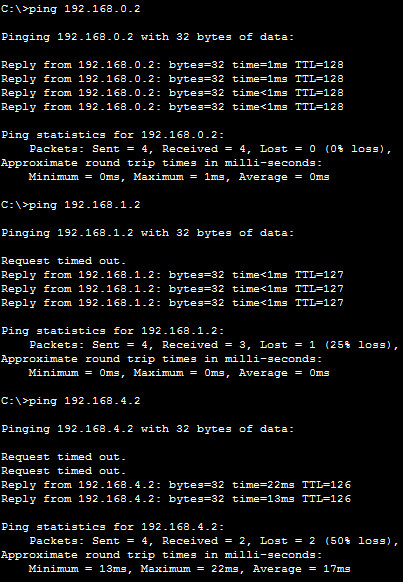 C:\>ping 192.168.0.2
Pinging 192.168.0.2 with 32 bytes of data:
Reply from 192.168.0.2: bytes=32 time=1ms TTL=128
Reply from 192.168.0.2: bytes=32 time<1ms TTL=128
Reply from 192.168.0.2: bytes=32 time<1ms TTL=128
Reply from 192.168.0.2: bytes=32 time<1ms TTL=128
Ping statistics for 192.168.0.2:
Packets: Sent = 4, Received = 4, Lost = 0 (0% loss),
Approximate round trip times in milli-seconds:
Minimum = 0ms, Maximum = 1ms, Average = 0ms
C:\>ping 192.168.1.2
Pinging 192.168.1.2 with 32 bytes of data:
Request timed out.
Reply from 192.168.1.2: bytes=32 time<1ms TTL=127
Reply from 192.168.1.2: bytes=32 time<1ms TTL=127
Reply from 192.168.1.2: bytes=32 time<1ms TTL=127
Ping statistics for 192.168.1.2:
Packets: Sent = 4, Received = 3, Lost = 1 (25% loss),
Approximate round trip times in milli-seconds:
Minimum = 0ms, Maximum = 0ms, Average = 0ms
C:\>ping 192.168.4.2
Pinging 192.168.4.2 with 32 bytes of data:
Request timed out.
Request timed out.
Reply from 192.168.4.2: bytes=32 time=22ms TTL=126
Reply from 192.168.4.2: bytes=32 time=13ms TTL=126
Ping statistics for 192.168.4.2:
Packets: Sent = 4, Received = 2, Lost = 2 (50% loss),
Approximate round trip times in milli-seconds:
Minimum = 13ms, Maximum = 22ms, Average = 17ms